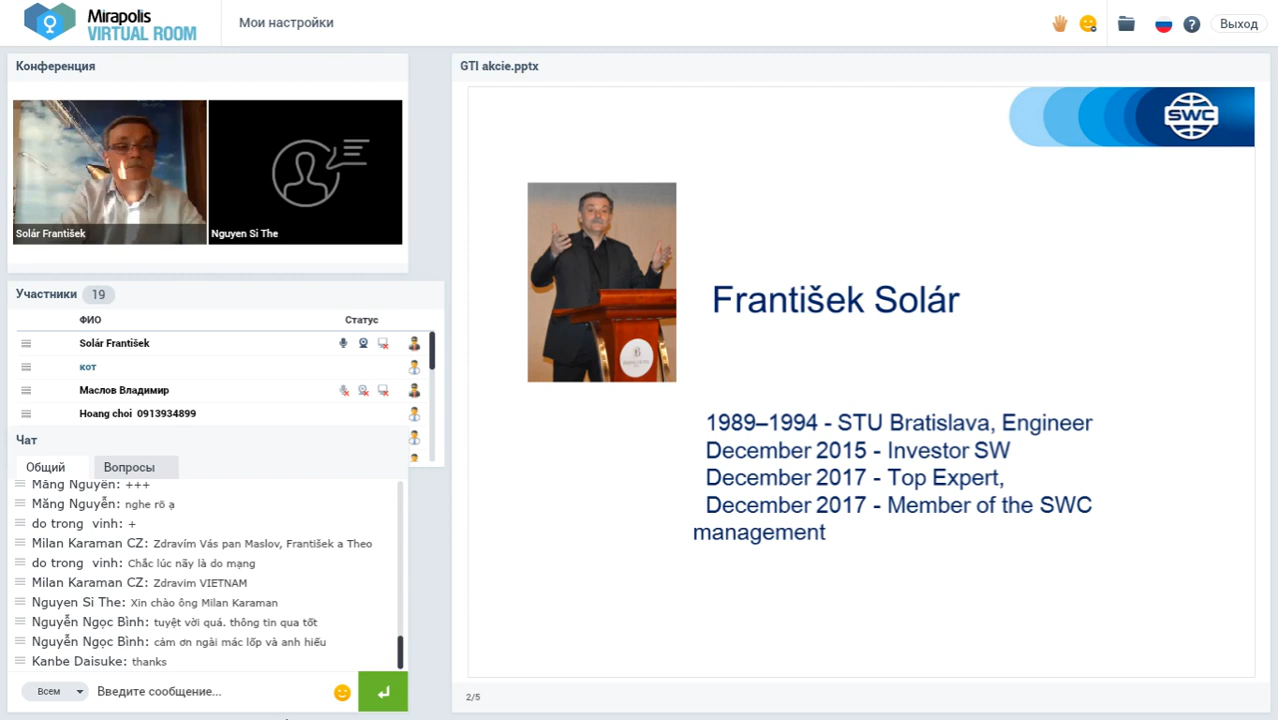 Mirapolis
VIRTUAL ROOM
Мои настройки
Выход
Конференция
Solár František
Nguyen Si The
Участники 19
ФИО Статус
Solár František
кот
Маслов Владимир
Hoang choi 0913934899
Чат
Общий Вопросы
Măng Nguyễn: +++
Măng Nguyễn: nghe rõ ạ
do trong vinh: +
Milan Karaman CZ: Zdravím Vás pan Maslov, František a Theo
do trong vinh: Chắc lúc nãy là do mạng
Milan Karaman CZ: Zdravim VIETNAM
Nguyen Si The: Xin chào ông Milan Karaman
Nguyễn Ngọc Bình: tuyệt vời quá. thông tin qua tốt
Nguyễn Ngọc Bình: cảm ơn ngài mác lốp và anh hiếu
Kanbe Daisuke: thanks
Всем Введите сообщение...
GTI akcie.pptx
SWC
František Solár
1989–1994 - STU Bratislava, Engineer
December 2015 - Investor SW
December 2017 - Top Expert,
December 2017 - Member of the SWC
management
2/5